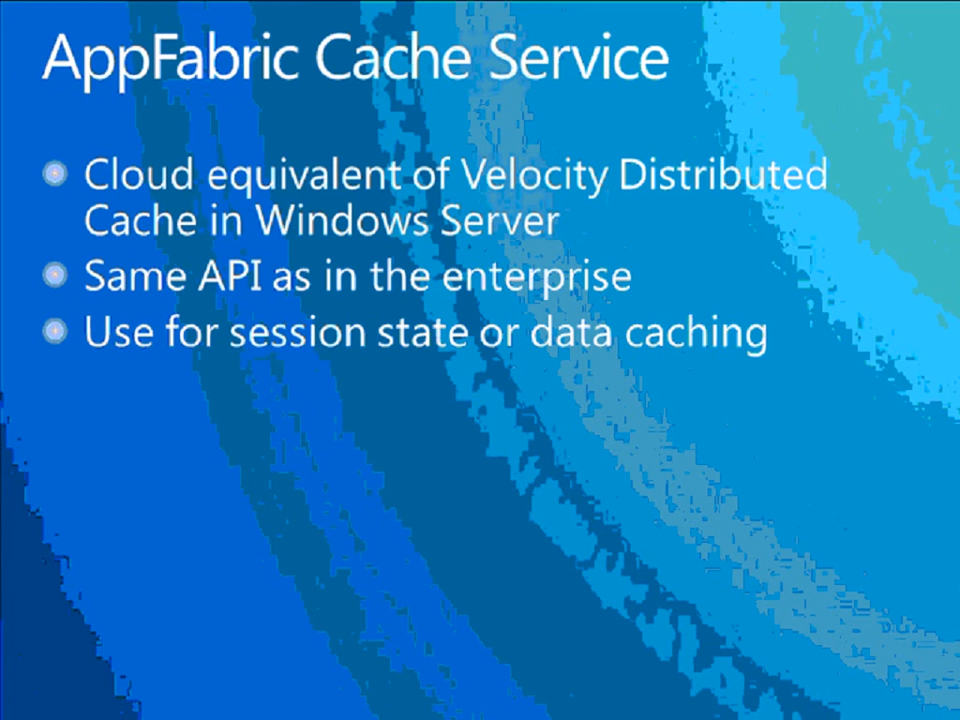 AppFabric Cache Service
Cloud equivalent of Velocity Distributed
Cache in Windows Server
Same API as in the enterprise
Use for session state or data caching